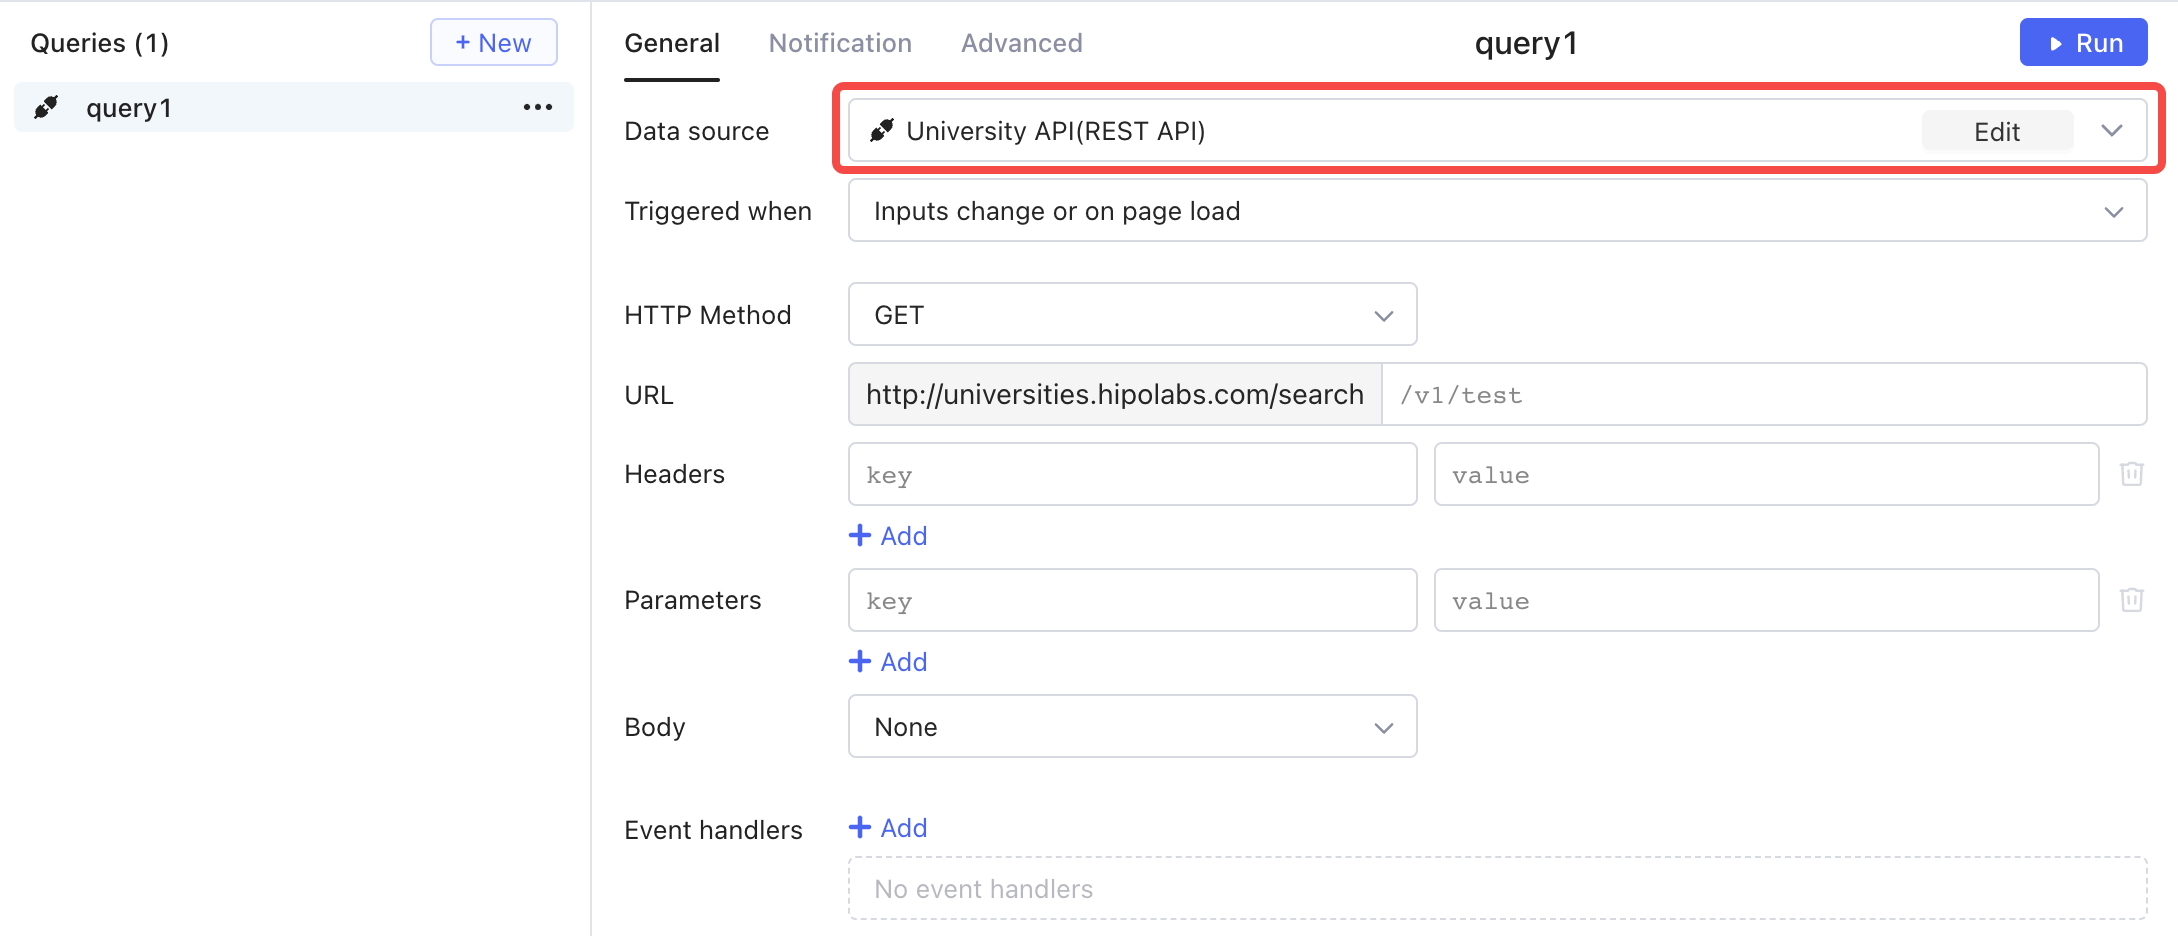 Queries (1)
+ New
query1
General
Notification
Advanced
query1
Run
Data source
University API(REST API)
Edit
Triggered when
Inputs change or on page load
HTTP Method
GET
URL
http://universities.hipolabs.com/search
/v1/test
Headers
key
value
+ Add
Parameters
key
value
+ Add
Body
None
Event handlers
+ Add
No event handlers